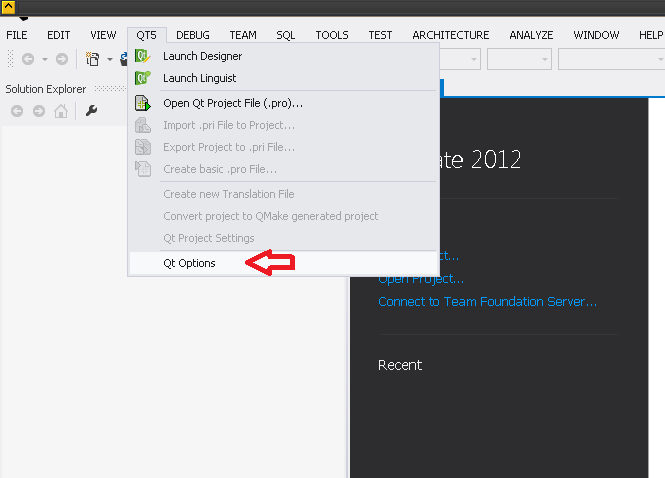 FILE EDIT VIEW QT5 DEBUG TEAM SQL TOOLS TEST ARCHITECTURE ANALYZE WINDOW HELP
Launch Designer
Launch Linguist
Solution Explorer
Open Qt Project File (.pro)...
Import .pri File to Project...
Export Project to .pri File...
Create basic .pro File...
ate 2012
Create new Translation File
Convert project to QMake generated project
Qt Project Settings
ct...
Qt Options
Open Project...
Connect to Team Foundation Server...
Recent